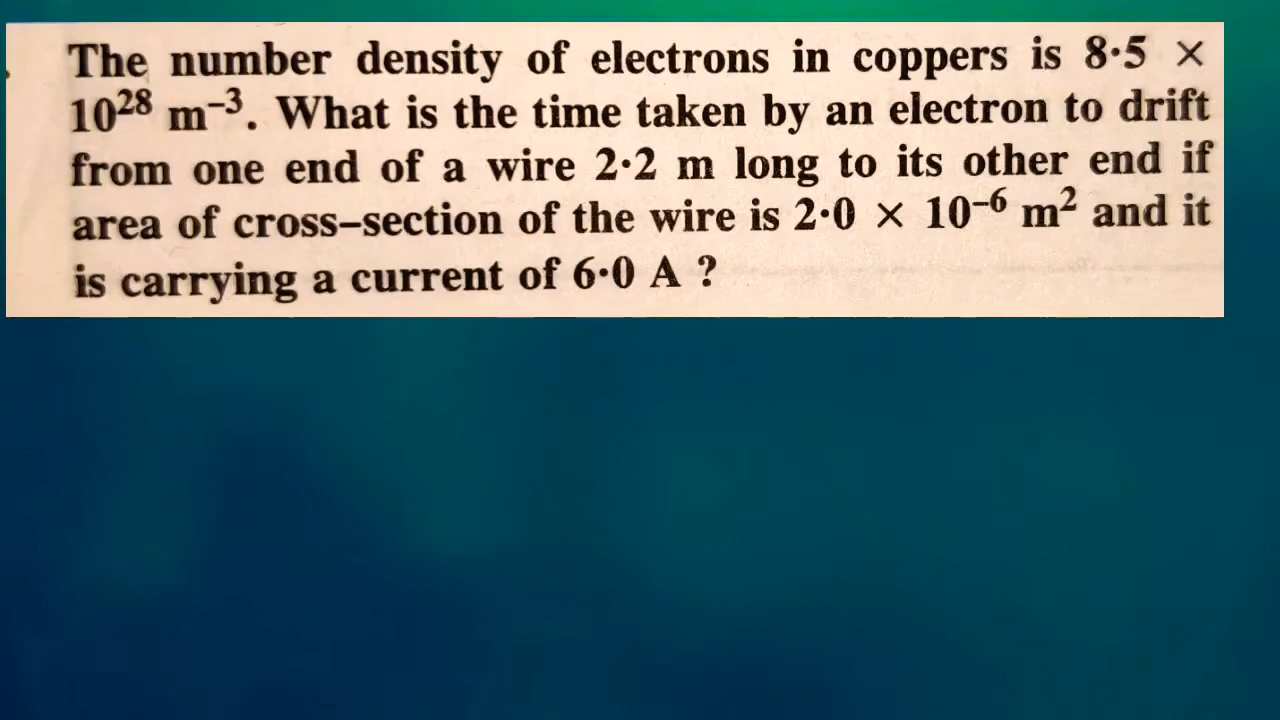 The number density of electrons in coppers is 8·5 ×
10²⁸ m⁻³. What is the time taken by an electron to drift
from one end of a wire 2·2 m long to its other end if
area of cross–section of the wire is 2·0 × 10⁻⁶ m² and it
is carrying a current of 6·0 A ?